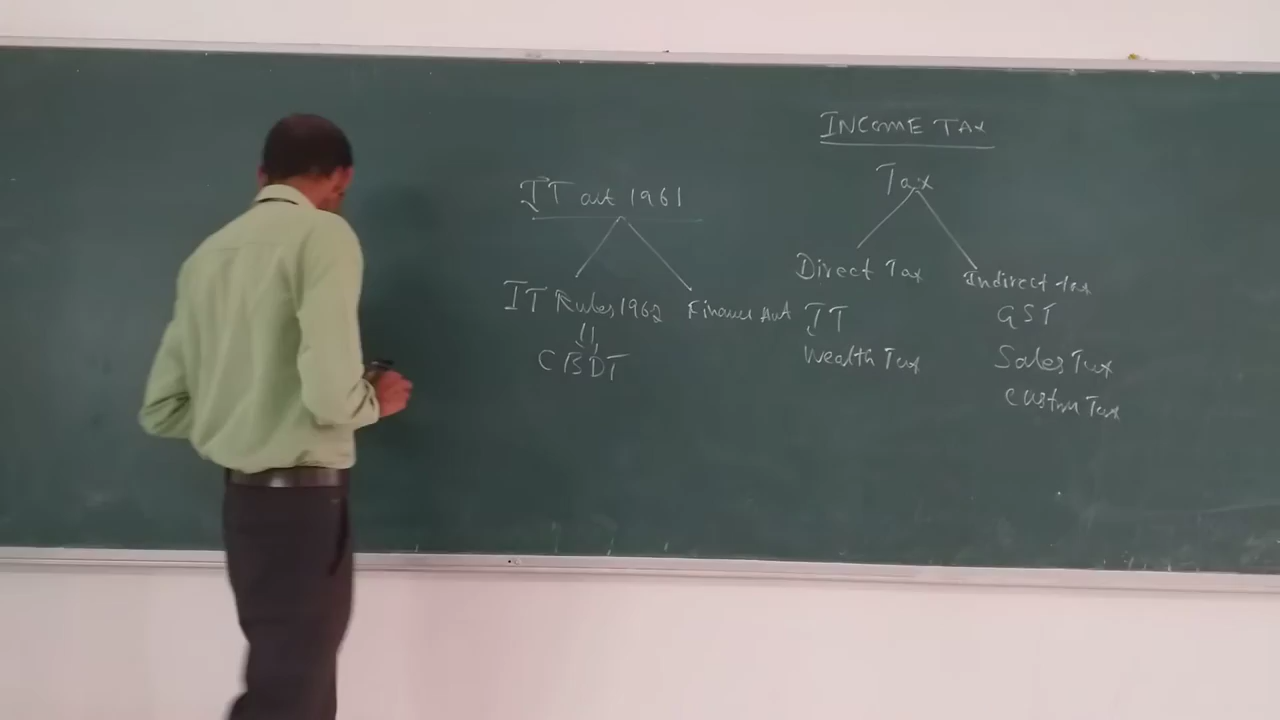 INCOME TAX
Tax
Direct Tax
Indirect tax
IT
GST
Wealth Tax
Sales Tax
Custom Tax
IT act 1961
IT Rules 1962
Finance Act
CBDT